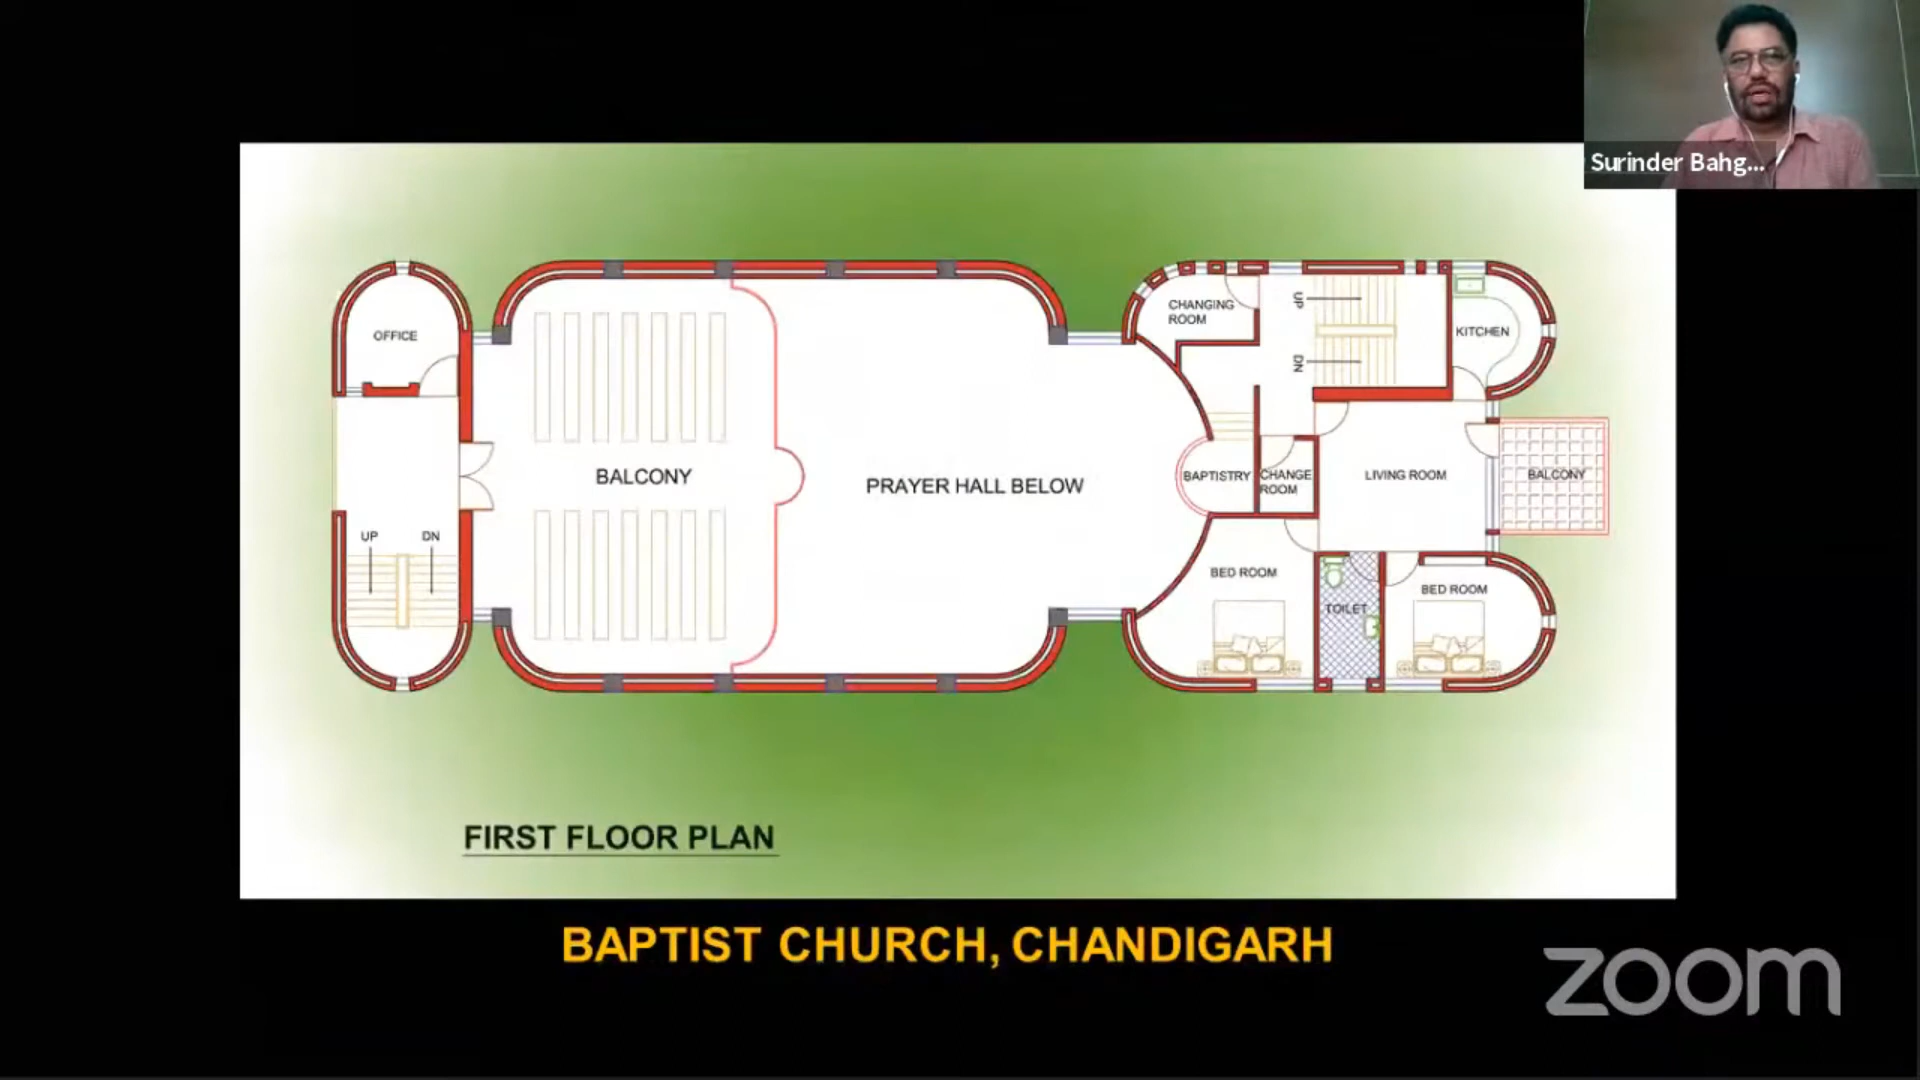 Surinder Bahg...
OFFICE
CHANGING
ROOM
UP
DN
KITCHEN
BALCONY
PRAYER HALL BELOW
BAPTISTRY
CHANGE
ROOM
LIVING ROOM
BALCONY
UP
DN
BED ROOM
TOILET
BED ROOM
FIRST FLOOR PLAN
BAPTIST CHURCH, CHANDIGARH
zoom